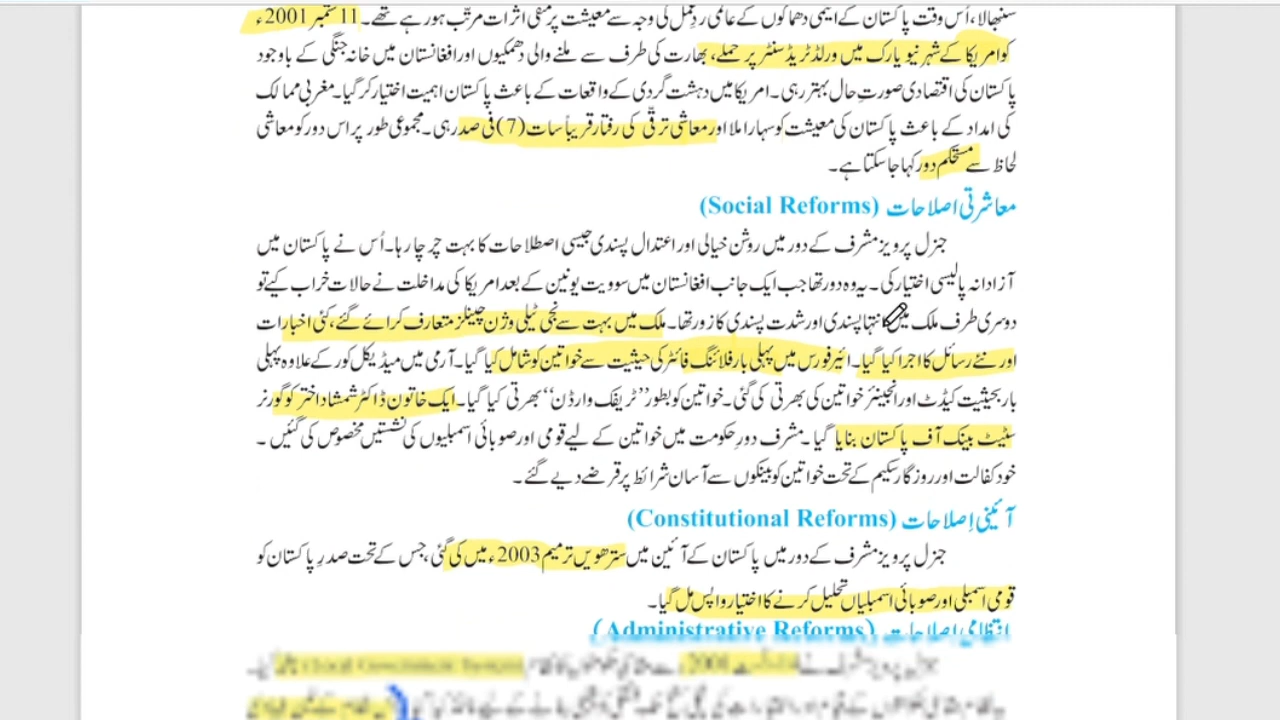 سنبھالا، اُس وقت پاکستان کے ایٹمی دھماکوں کے عالمی ردِعمل کی وجہ سے معیشت پر منفی اثرات مرتّب ہو رہے تھے۔ 11 ستمبر 2001ء
کو امریکا کے شہر نیویارک میں ورلڈ ٹریڈ سنٹر پر حملے، بھارت کی طرف سے ملنے والی دھمکیوں اور افغانستان میں خانہ جنگی کے باوجود
پاکستان کی اقتصادی صورتِ حال بہتر رہی۔ امریکا میں دہشت گردی کے واقعات کے باعث پاکستان اہمیت اختیار کر گیا۔ مغربی ممالک
کی امداد کے باعث پاکستان کی معیشت کو سہارا ملا اور معاشی ترقّی کی رفتار قریباً سات (7) فی صد رہی۔ مجموعی طور پر اس دور کو معاشی
لحاظ سے مستحکم دور کہا جا سکتا ہے۔
معاشرتی اصلاحات (Social Reforms)
جنرل پرویز مشرف کے دور میں روشن خیالی اور اعتدال پسندی جیسی اصطلاحات کا بہت چرچا رہا۔ اُس نے پاکستان میں
آزادانہ پالیسی اختیار کی۔ یہ وہ دور تھا جب ایک جانب افغانستان میں سوویت یونین کے بعد امریکا کی مداخلت نے حالات خراب کیے تو
دوسری طرف ملک میں انتہا پسندی اور شدت پسندی کا زور تھا۔ ملک میں بہت سے نجی ٹیلی وژن چینلز متعارف کرائے گئے، کئی اخبارات
اور نئے رسائل کا اجرا کیا گیا۔ ائیر فورس میں پہلی بار فلائنگ فائٹر کی حیثیت سے خواتین کو شامل کیا گیا۔ آرمی میں میڈیکل کور کے علاوہ پہلی
بار بحیثیت کیڈٹ اور انجینئر خواتین کی بھرتی کی گئی۔ خواتین کو بطور ”ٹریفک وارڈن“ بھرتی کیا گیا۔ ایک خاتون ڈاکٹر شمشاد اختر کو گورنر
سٹیٹ بینک آف پاکستان بنایا گیا۔ مشرف دورِ حکومت میں خواتین کے لیے قومی اور صوبائی اسمبلیوں کی نشستیں مخصوص کی گئیں۔
خود کفالت اور روزگار سکیم کے تحت خواتین کو بینکوں سے آسان شرائط پر قرضے دیے گئے۔
آئینی اِصلاحات (Constitutional Reforms)
جنرل پرویز مشرف کے دور میں پاکستان کے آئین میں سترھویں ترمیم 2003ء میں کی گئی، جس کے تحت صدرِ پاکستان کو
قومی اسمبلی اور صوبائی اسمبلیاں تحلیل کرنے کا اختیار واپس مل گیا۔
انتظامی اصلاحات (Administrative Reforms)